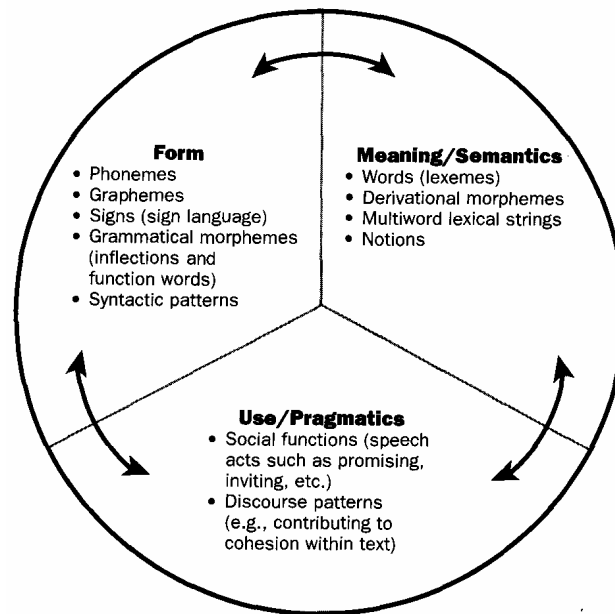 Form
• Phonemes
• Graphemes
• Signs (sign language)
• Grammatical morphemes
(inflections and
function words)
• Syntactic patterns
Meaning/Semantics
• Words (lexemes)
• Derivational morphemes
• Multiword lexical strings
• Notions
Use/Pragmatics
• Social functions (speech
acts such as promising,
inviting, etc.)
• Discourse patterns
(e.g., contributing to
cohesion within text)